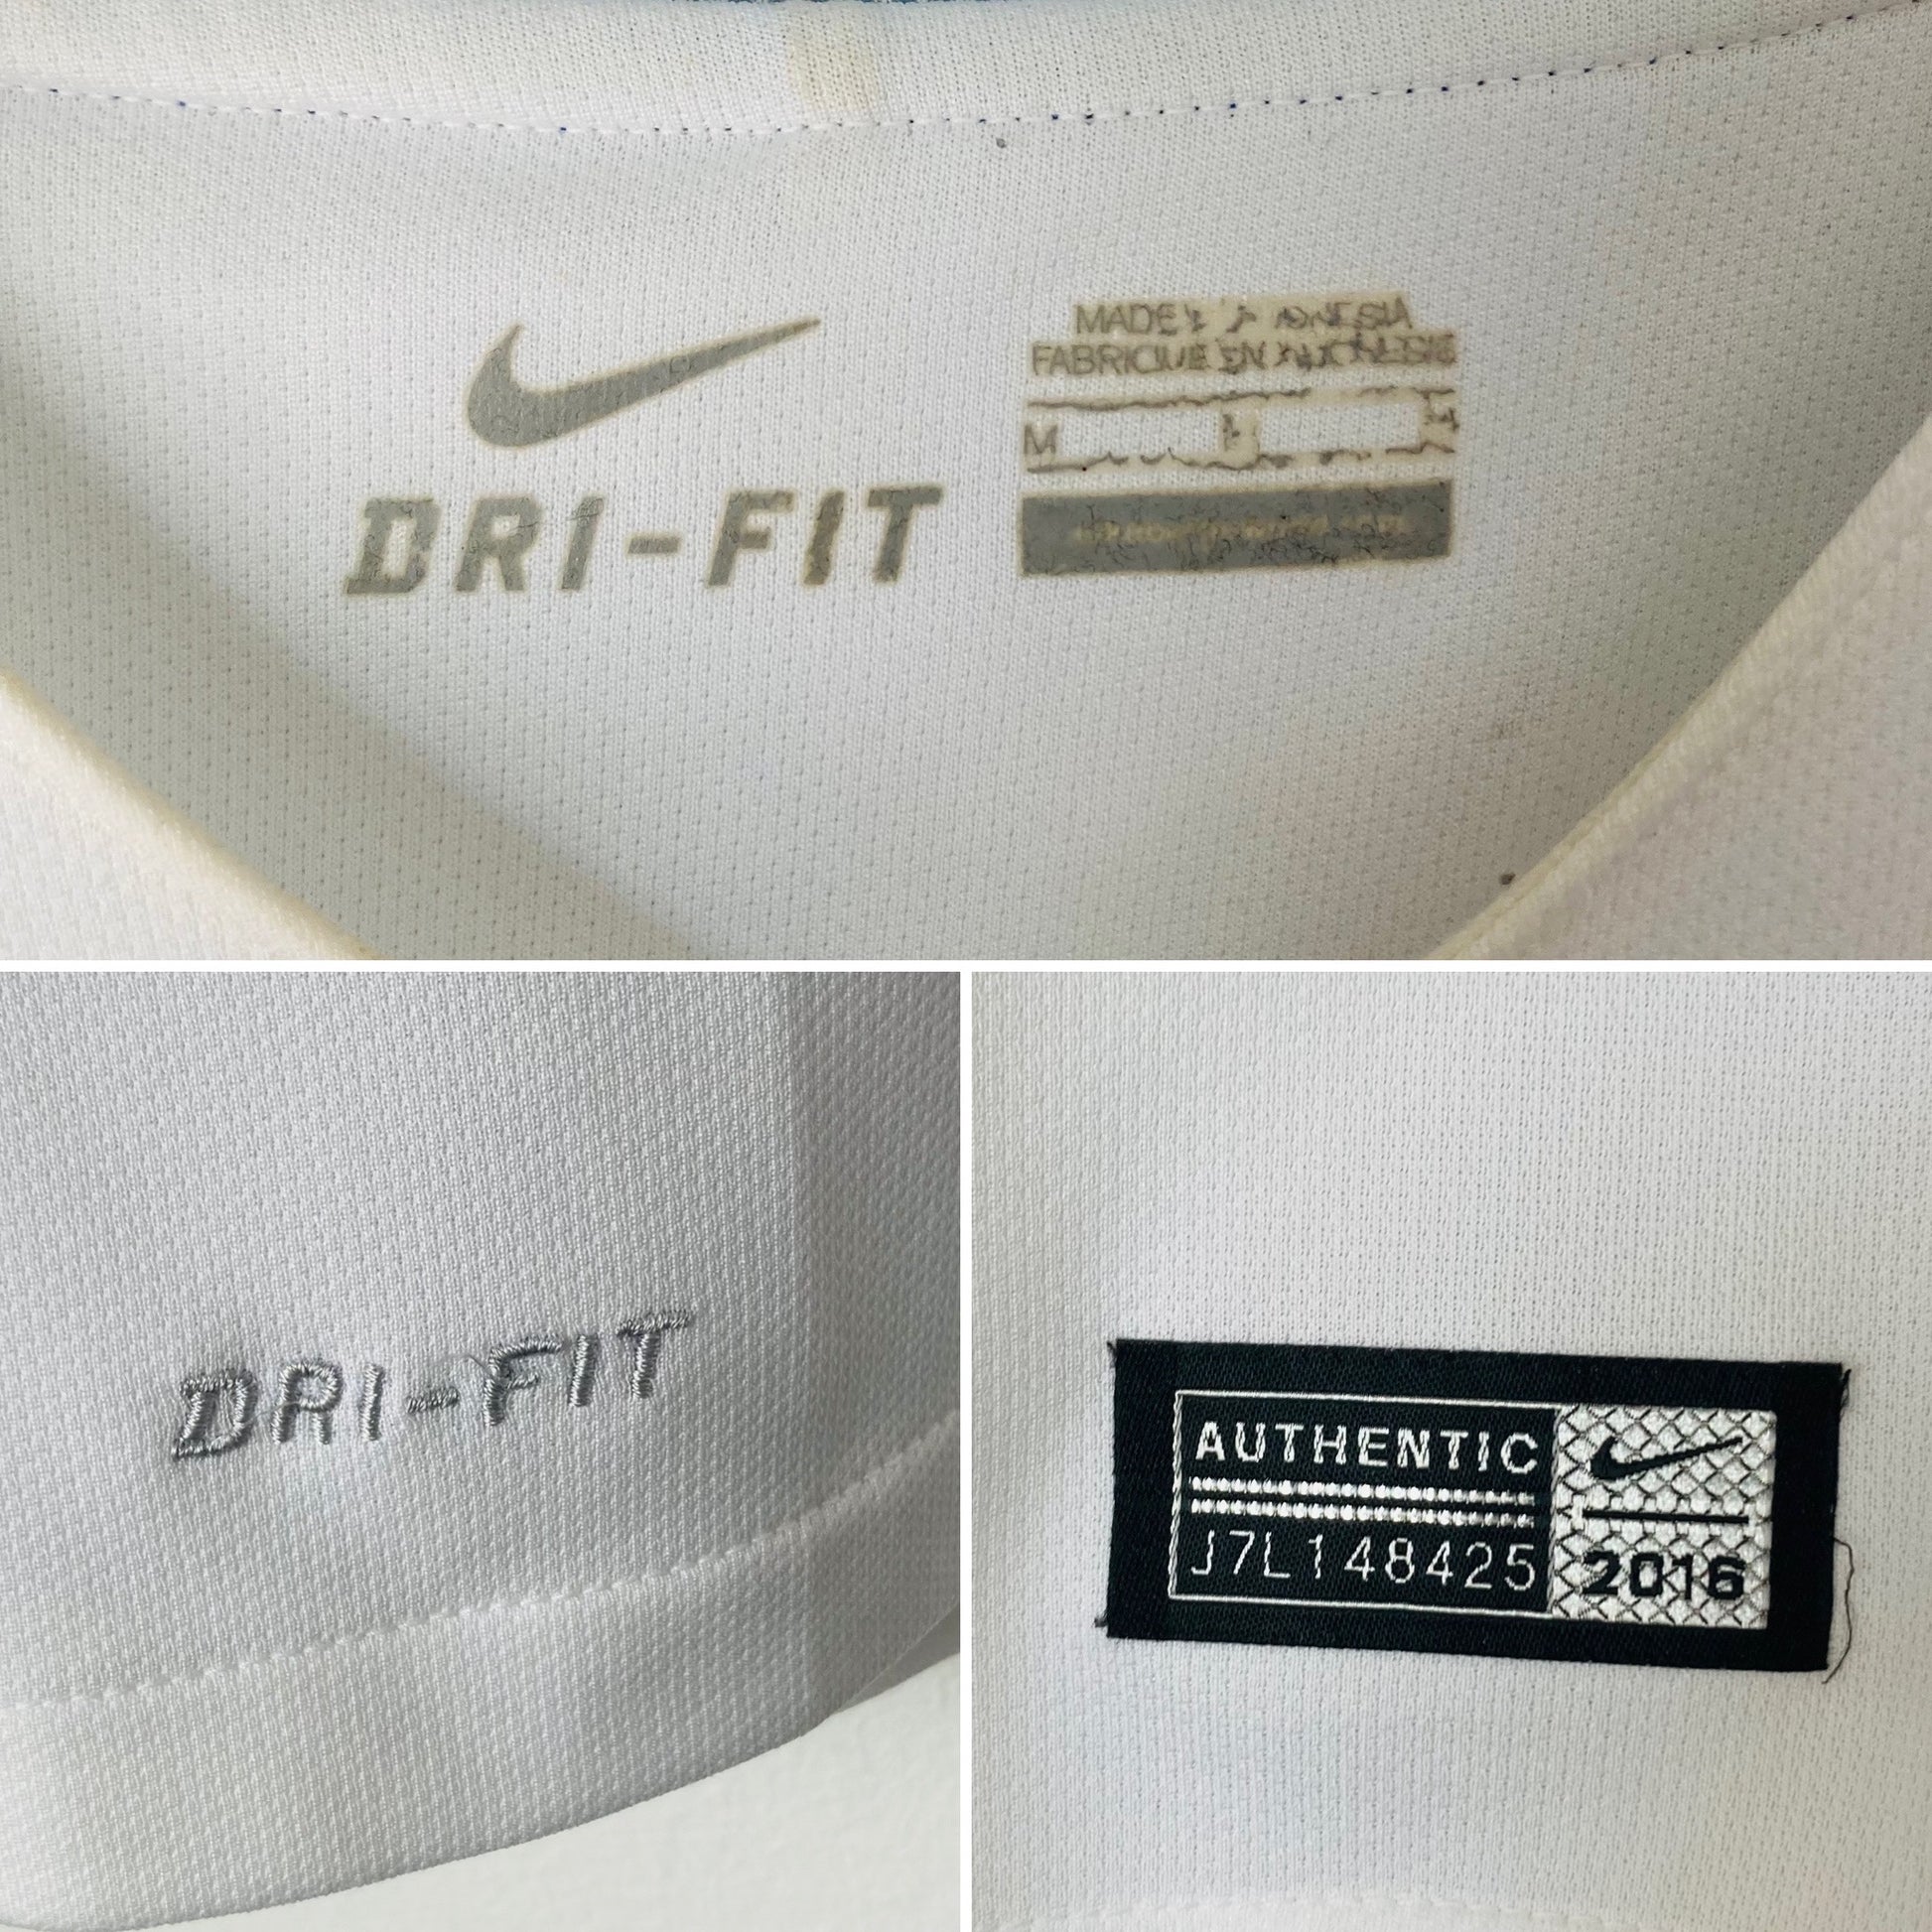 MADE
FABRIQUE EN
M
DRI-FIT
DRI-FIT
AUTHENTIC
J7L148425
2016